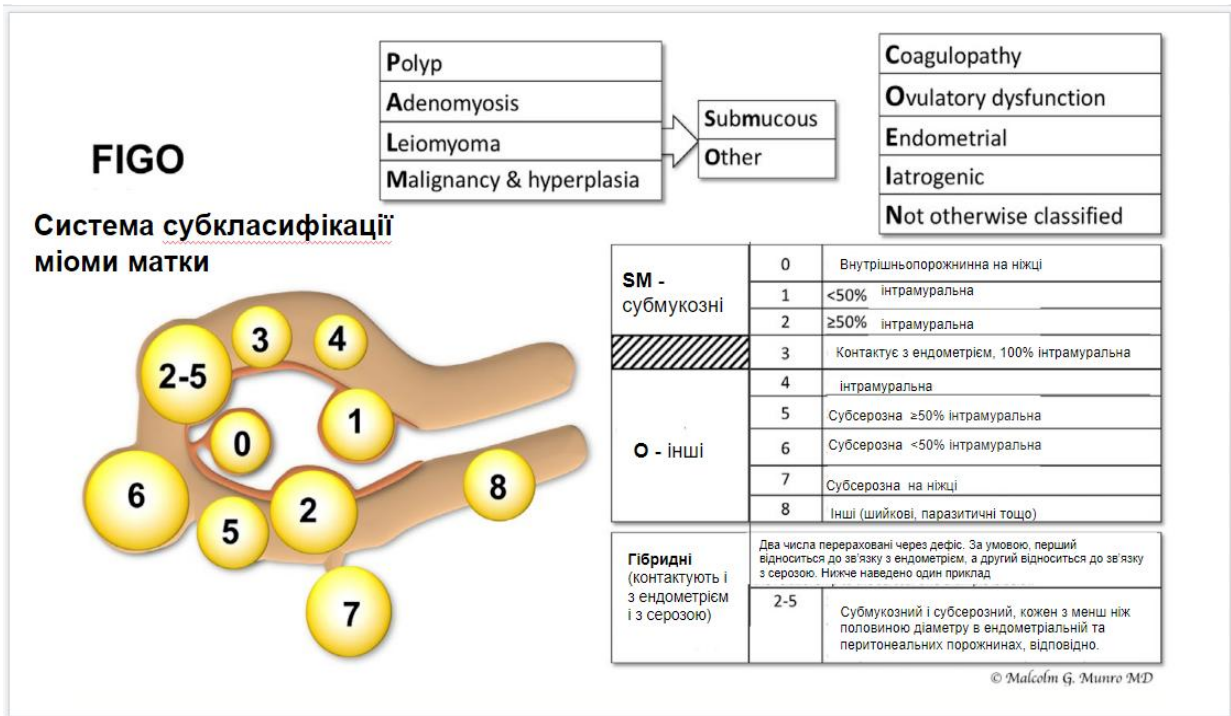 Polyp
Adenomyosis
Leiomyoma
Malignancy & hyperplasia
Submucous
Other
Coagulopathy
Ovulatory dysfunction
Endometrial
Iatrogenic
Not otherwise classified
FIGO
Система субкласифікації
міоми матки
3
4
2-5
1
0
6
5
2
8
7
SM -
субмукозні
0
Внутрішньопорожнинна на ніжці
1
<50% інтрамуральна
2
≥50% інтрамуральна
3
Контактує з ендометрієм, 100% інтрамуральна
О - інші
4
інтрамуральна
5
Субсерозна ≥50% інтрамуральна
6
Субсерозна <50% інтрамуральна
7
Субсерозна на ніжці
8
Інші (шийкові, паразитичні тощо)
Гібридні
(контактують і
з ендометрієм
і з серозою)
Два числа перераховані через дефіс. За умовою, перший
відноситься до зв'язку з ендометрієм, а другий відноситься до зв'язку
з серозою. Нижче наведено один приклад
2-5
Субмукозний і субсерозний, кожен з менш ніж
половиною діаметру в ендометріальній та
перитонеальних порожнинах, відповідно.
© Malcolm G. Munro MD